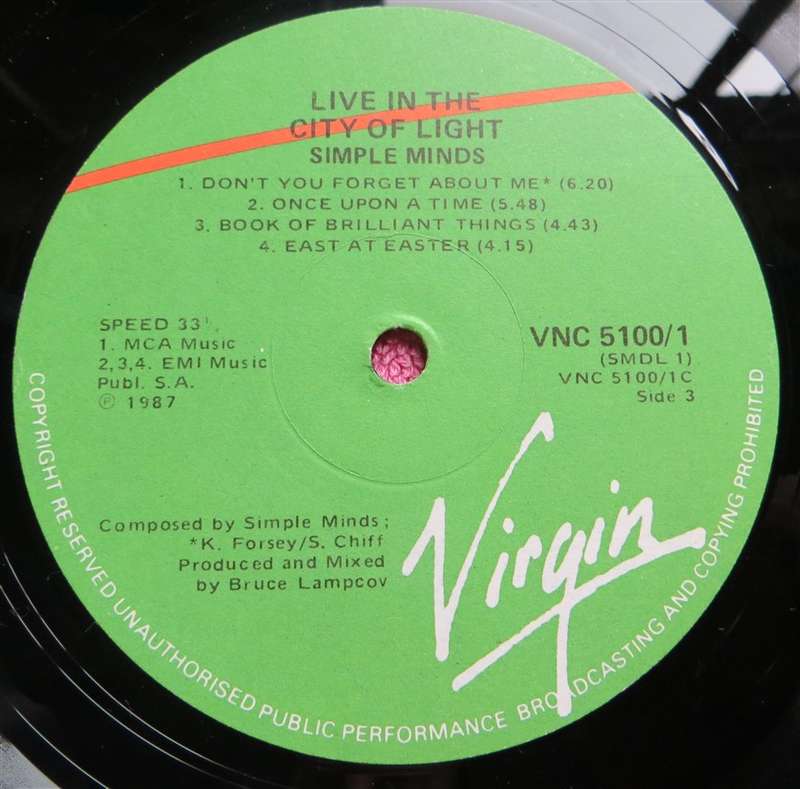 LIVE IN THE
CITY OF LIGHT
SIMPLE MINDS
1. DON'T YOU FORGET ABOUT ME* (6.20)
2. ONCE UPON A TIME (5.48)
3. BOOK OF BRILLIANT THINGS (4.43)
4. EAST AT EASTER (4.15)
SPEED 33¹,
1. MCA Music
2,3,4. EMI Music
Publ. S.A.
℗ 1987
VNC 5100/1
(SMDL 1)
VNC 5100/1C
Side 3
Composed by Simple Minds;
*K. Forsey/S. Chiff
Produced and Mixed
by Bruce Lampcov
Virgin
COPYRIGHT RESERVED UNAUTHORISED PUBLIC PERFORMANCE BROADCASTING AND COPYING PROHIBITED